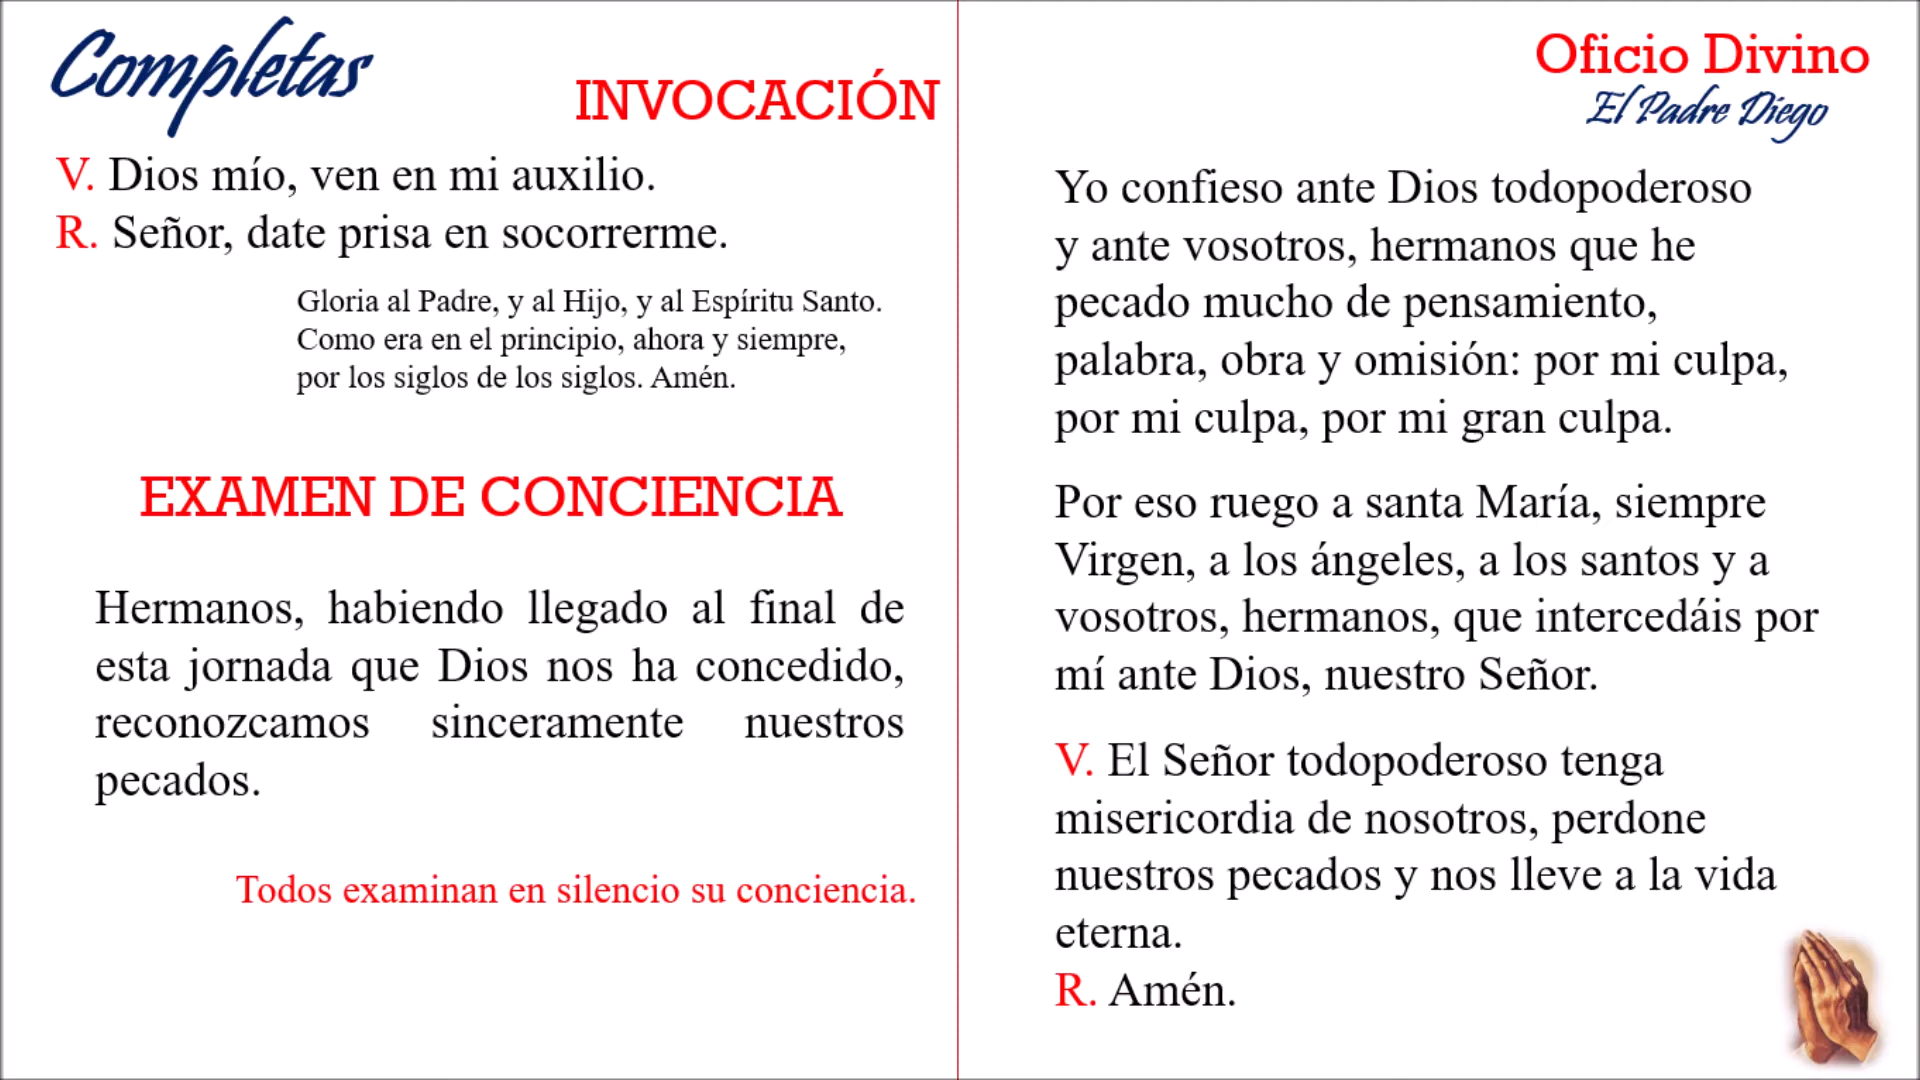 Completas
INVOCACIÓN
V. Dios mío, ven en mi auxilio.
R. Señor, date prisa en socorrerme.
Gloria al Padre, y al Hijo, y al Espíritu Santo.
Como era en el principio, ahora y siempre,
por los siglos de los siglos. Amén.
EXAMEN DE CONCIENCIA
Hermanos, habiendo llegado al final de
esta jornada que Dios nos ha concedido,
reconozcamos sinceramente nuestros
pecados.
Todos examinan en silencio su conciencia.
Oficio Divino
El Padre Diego
Yo confieso ante Dios todopoderoso
y ante vosotros, hermanos que he
pecado mucho de pensamiento,
palabra, obra y omisión: por mi culpa,
por mi culpa, por mi gran culpa.
Por eso ruego a santa María, siempre
Virgen, a los ángeles, a los santos y a
vosotros, hermanos, que intercedáis por
mí ante Dios, nuestro Señor.
V. El Señor todopoderoso tenga
misericordia de nosotros, perdone
nuestros pecados y nos lleve a la vida
eterna.
R. Amén.